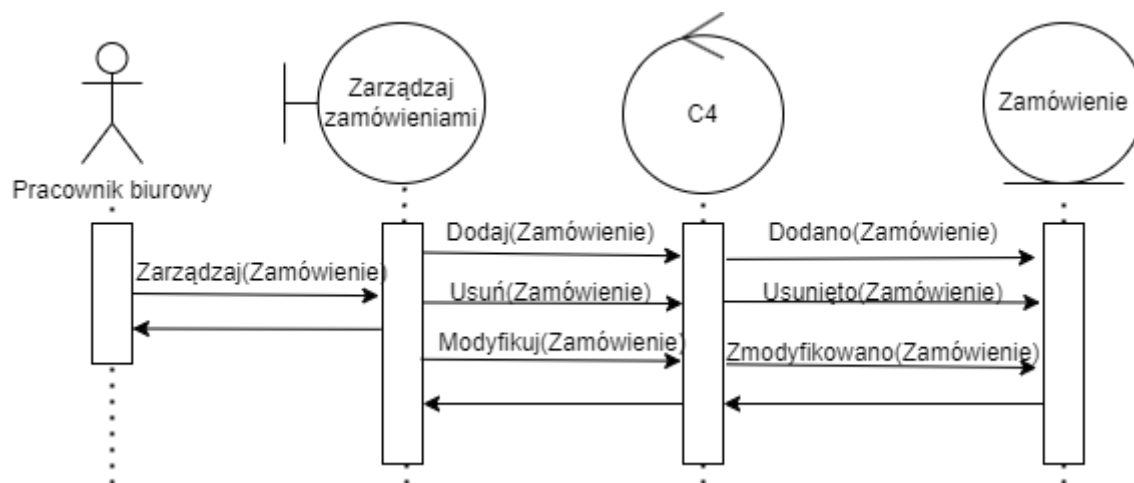 Zarządzaj
zamówieniami
C4
Zamówienie
Pracownik biurowy
Dodaj(Zamówienie)
Dodano(Zamówienie)
Zarządzaj(Zamówienie)
Usuń(Zamówienie)
Usunięto(Zamówienie)
Modyfikuj(Zamówienie)
Zmodyfikowano(Zamówienie)